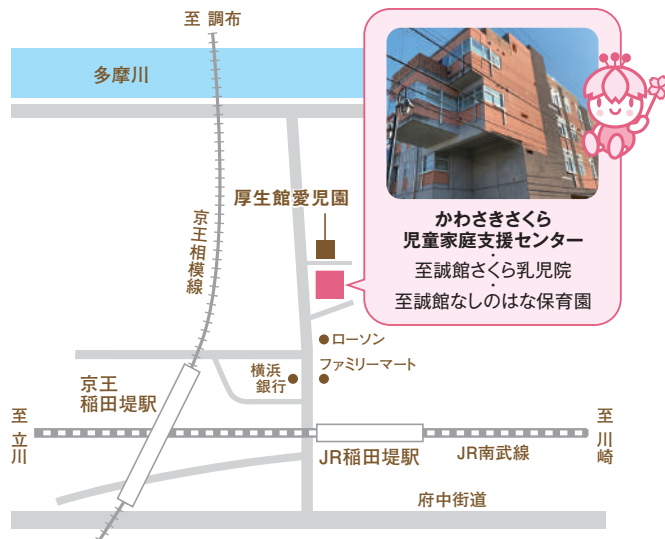 至 調布
多摩川
厚生館愛児園
京王相模線
かわさきさくら
児童家庭支援センター
・
至誠館さくら乳児院
・
至誠館なしのはな保育園
ローソン
ファミリーマート
横浜
銀行
京王
稲田堤駅
至 立川
至 川崎
JR稲田堤駅
JR南武線
府中街道